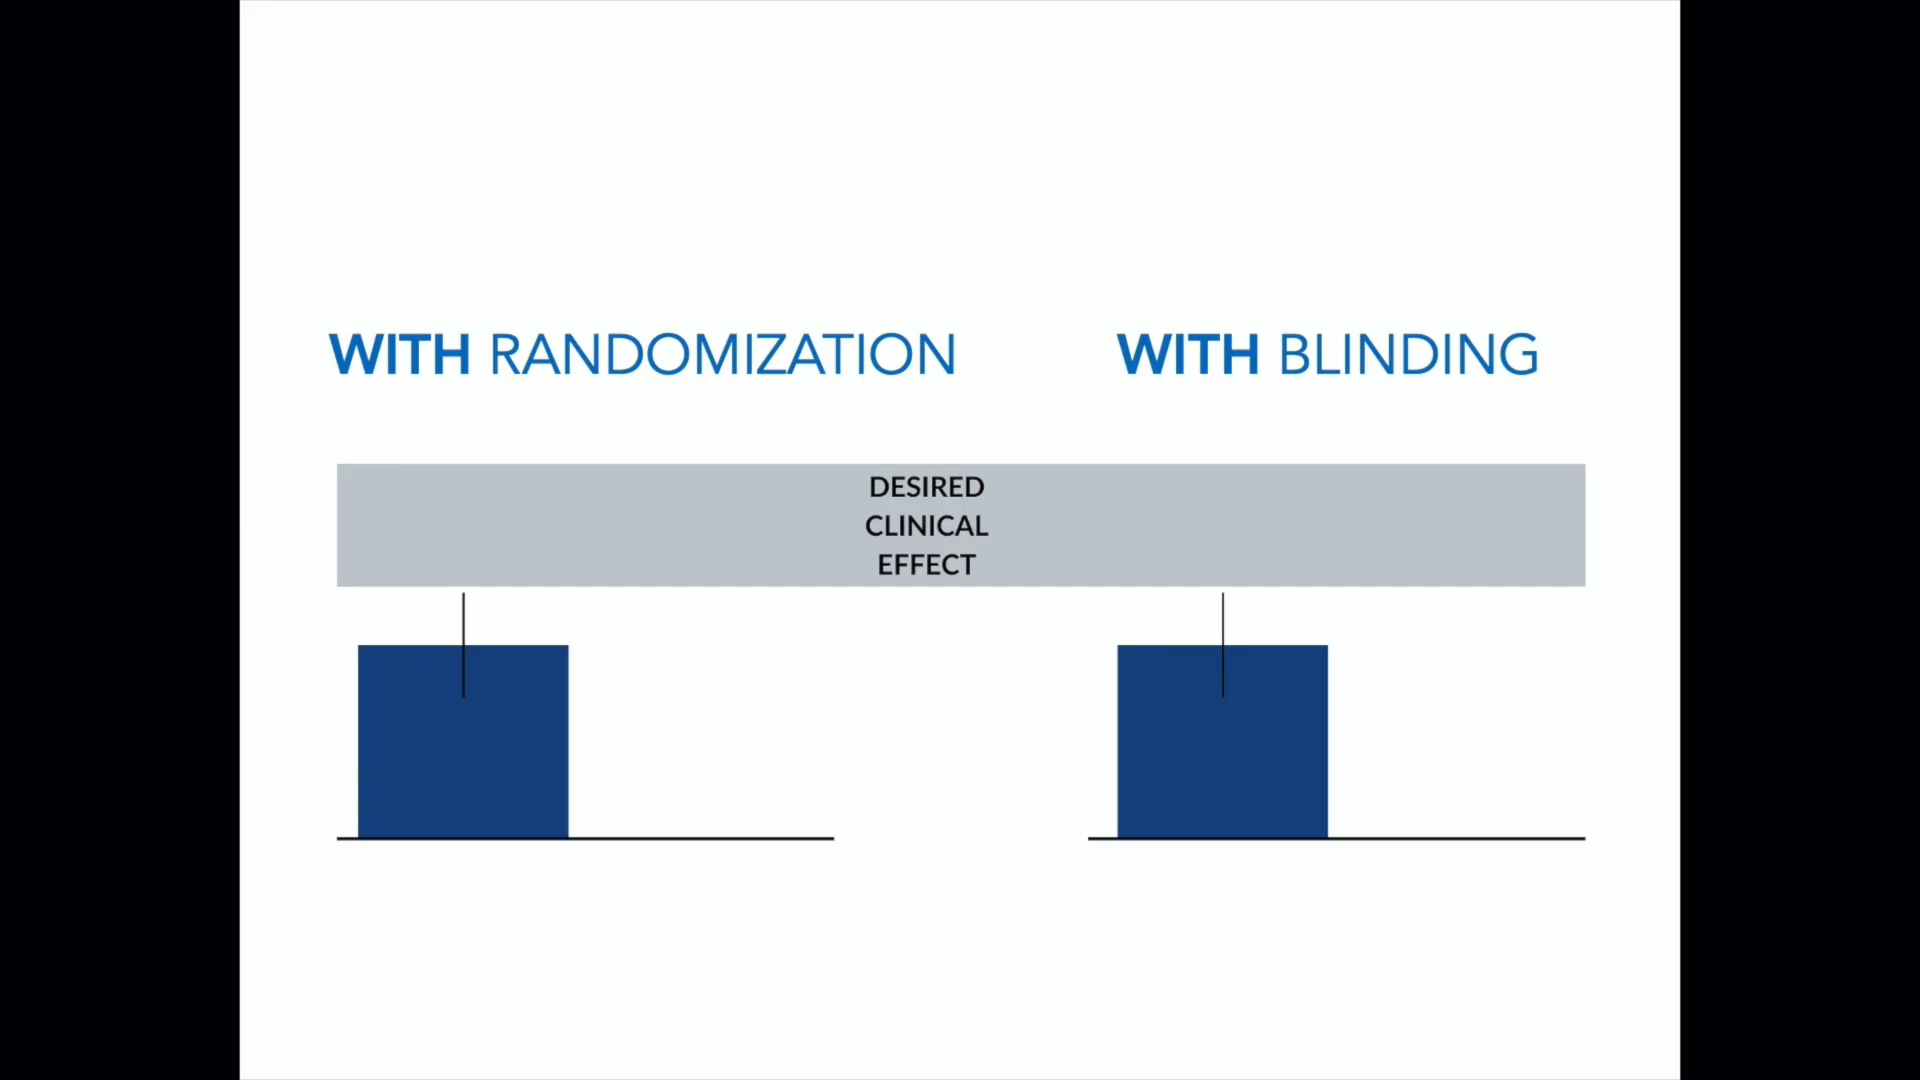 WITH RANDOMIZATION
WITH BLINDING
DESIRED
CLINICAL
EFFECT